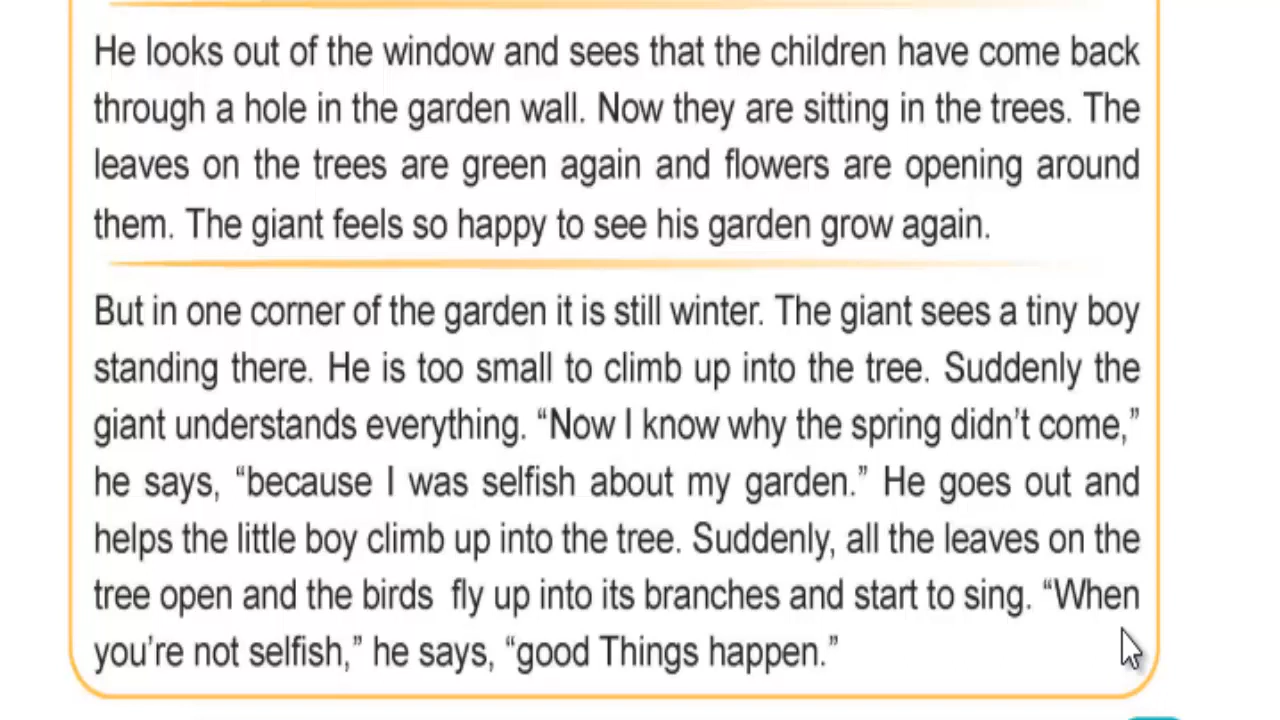 He looks out of the window and sees that the children have come back
through a hole in the garden wall. Now they are sitting in the trees. The
leaves on the trees are green again and flowers are opening around
them. The giant feels so happy to see his garden grow again.
But in one corner of the garden it is still winter. The giant sees a tiny boy
standing there. He is too small to climb up into the tree. Suddenly the
giant understands everything. “Now I know why the spring didn’t come,”
he says, “because I was selfish about my garden.” He goes out and
helps the little boy climb up into the tree. Suddenly, all the leaves on the
tree open and the birds fly up into its branches and start to sing. “When
you’re not selfish,” he says, “good Things happen.”